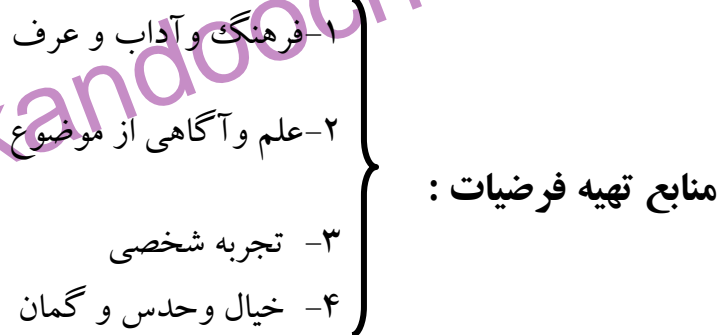 منابع تهیه فرضیات :
۱-فرهنگ وآداب و عرف
۲-علم وآگاهی از موضوع
۳- تجربه شخصی
۴- خیال وحدس و گمان